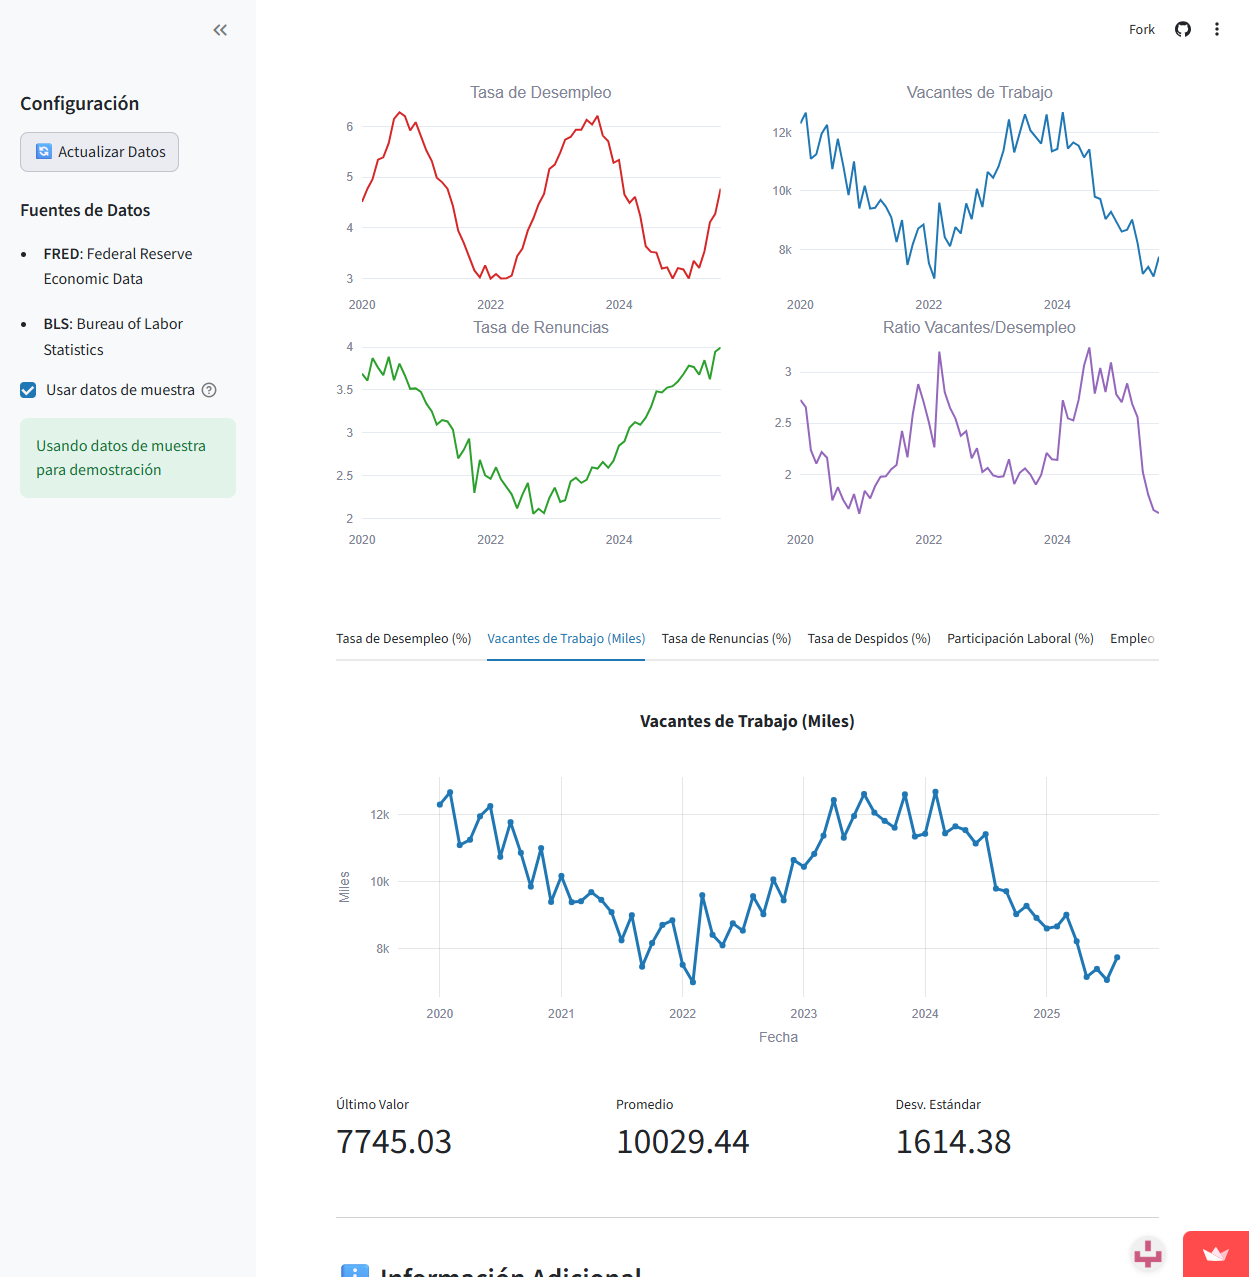 Fork
Configuración
Actualizar Datos
Fuentes de Datos
FRED: Federal Reserve
Economic Data
BLS: Bureau of Labor
Statistics
Usar datos de muestra
Usando datos de muestra
para demostración
Tasa de Desempleo
6
5
4
3
2020
2022
2024
Vacantes de Trabajo
12k
10k
8k
2020
2022
2024
Tasa de Renuncias
4
3.5
3
2.5
2
2020
2022
2024
Ratio Vacantes/Desempleo
3
2.5
2
2020
2022
2024
Tasa de Desempleo (%)
Vacantes de Trabajo (Miles)
Tasa de Renuncias (%)
Tasa de Despidos (%)
Participación Laboral (%)
Empleo
Vacantes de Trabajo (Miles)
12k
10k
8k
Miles
2020
2021
2022
2023
2024
2025
Fecha
Último Valor
7745.03
Promedio
10029.44
Desv. Estándar
1614.38
Información Adicional